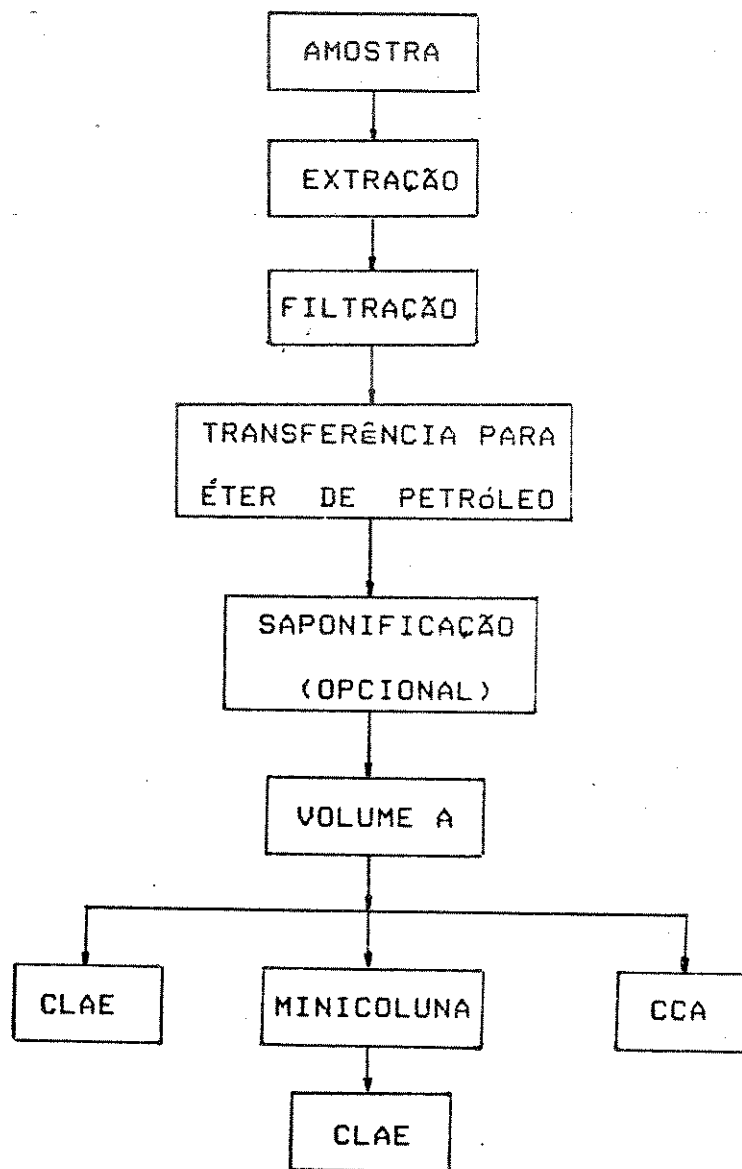 AMOSTRA
EXTRAÇÃO
FILTRAÇÃO
TRANSFERÊNCIA PARA
ÉTER DE PETRóLEO
SAPONIFICAÇÃO
(OPCIONAL)
VOLUME A
CLAE
MINICOLUNA
CCA
CLAE